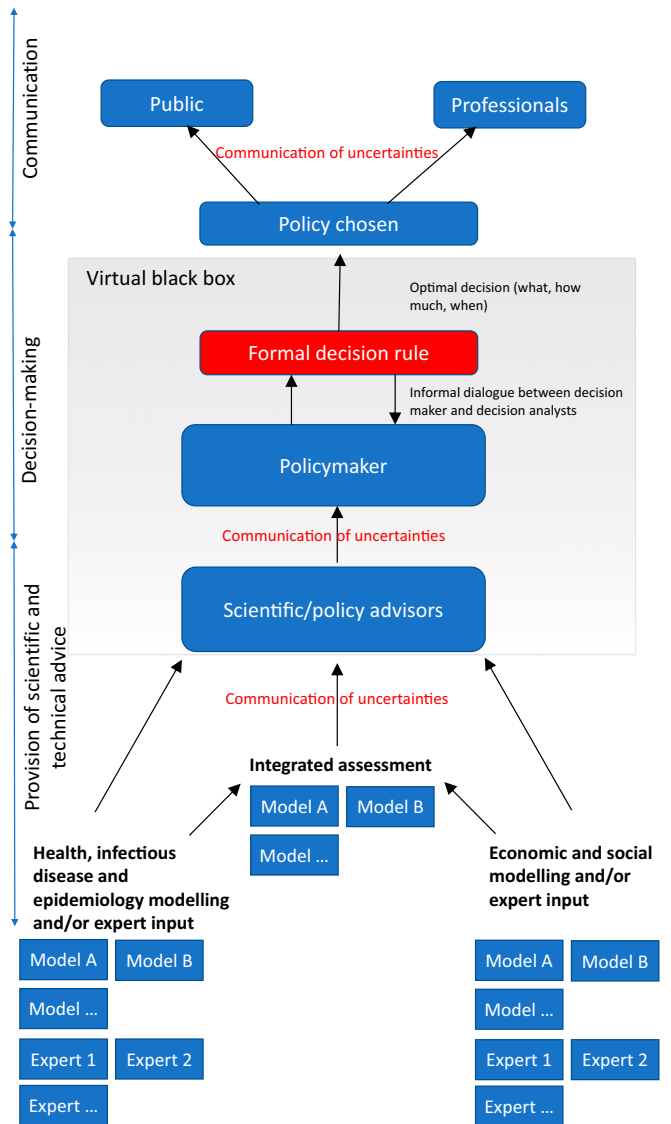 Communication
Public
Professionals
Communication of uncertainties
Policy chosen
Decision-making
Virtual black box
Optimal decision (what, how
much, when)
Formal decision rule
Informal dialogue between decision
maker and decision analysts
Policymaker
Communication of uncertainties
Provision of scientific and
technical advice
Scientific/policy advisors
Communication of uncertainties
Integrated assessment
Model A
Model B
Model ...
Health, infectious
disease and
epidemiology modelling
and/or expert input
Model A
Model B
Model ...
Expert 1
Expert 2
Expert ...
Economic and social
modelling and/or
expert input
Model A
Model B
Model ...
Expert 1
Expert 2
Expert ...